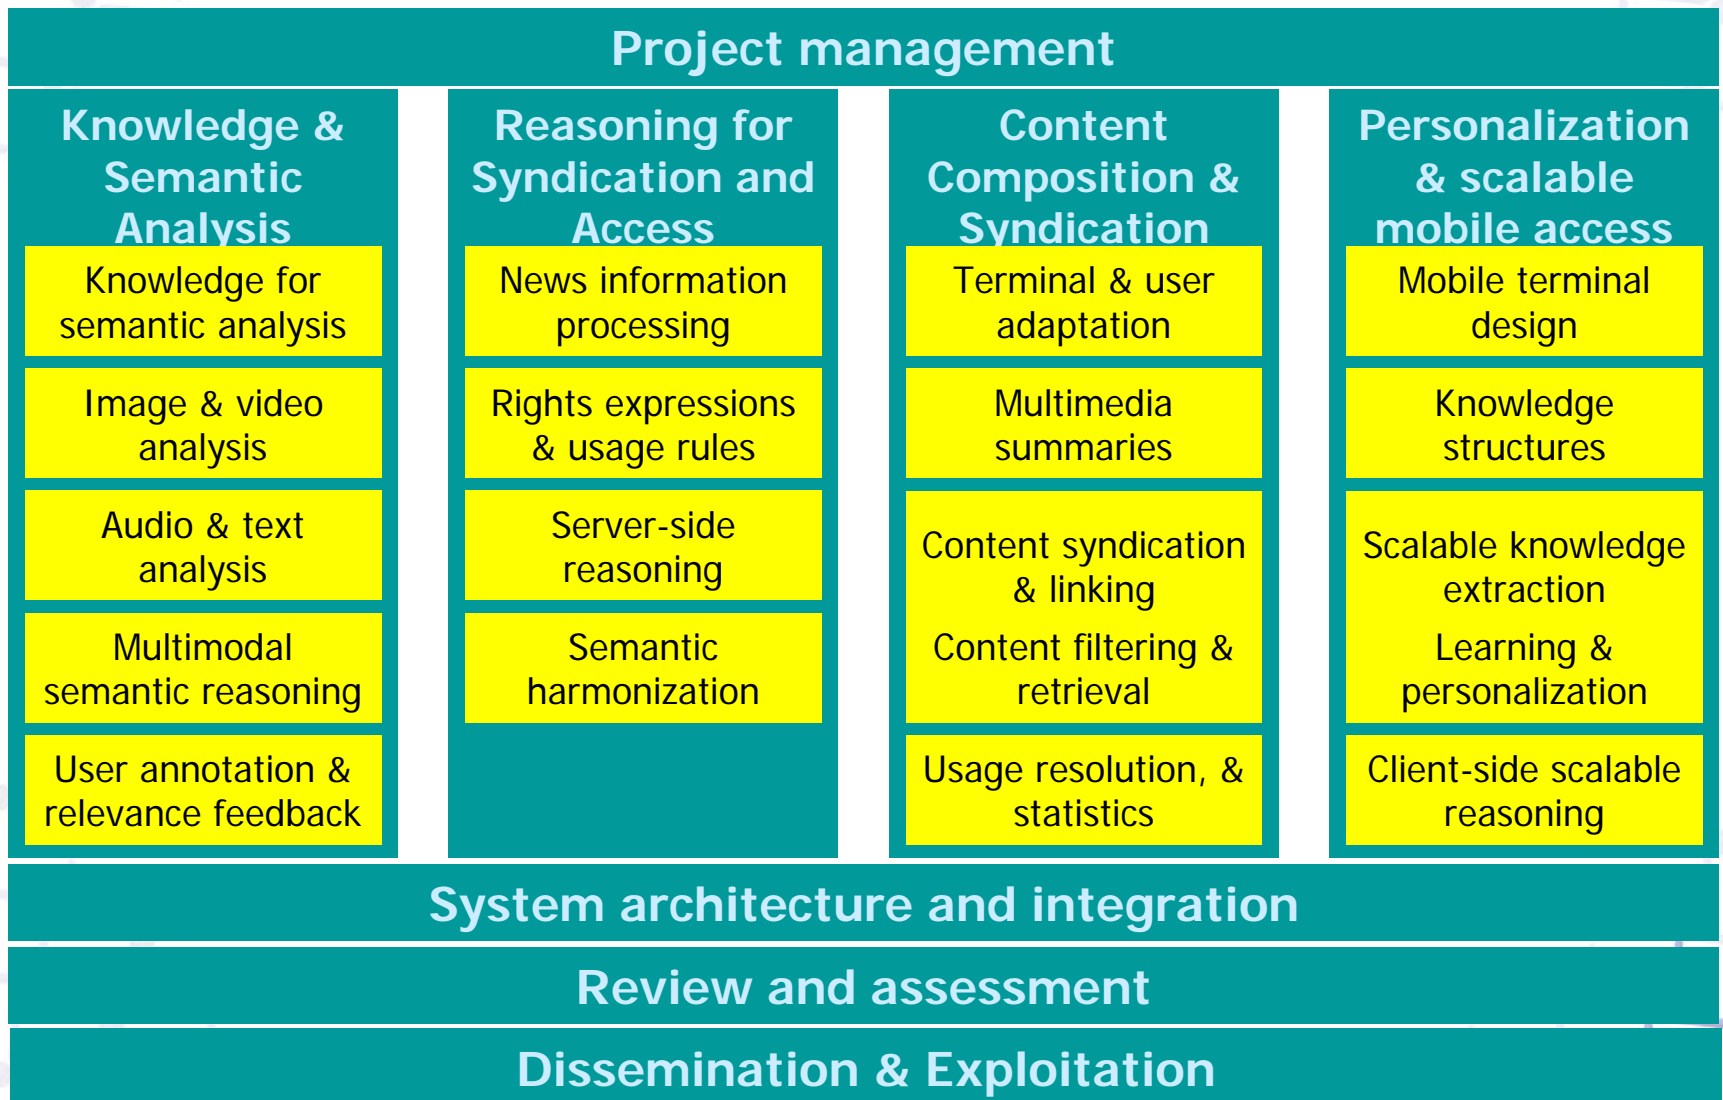 Project management
Knowledge &
Semantic
Analysis
Knowledge for
semantic analysis
Image & video
analysis
Audio & text
analysis
Multimodal
semantic reasoning
User annotation &
relevance feedback
Reasoning for
Syndication and
Access
News information
processing
Rights expressions
& usage rules
Server-side
reasoning
Semantic
harmonization
Content
Composition &
Syndication
Terminal & user
adaptation
Multimedia
summaries
Content syndication
& linking
Content filtering &
retrieval
Usage resolution, &
statistics
Personalization
& scalable
mobile access
Mobile terminal
design
Knowledge
structures
Scalable knowledge
extraction
Learning &
personalization
Client-side scalable
reasoning
System architecture and integration
Review and assessment
Dissemination & Exploitation